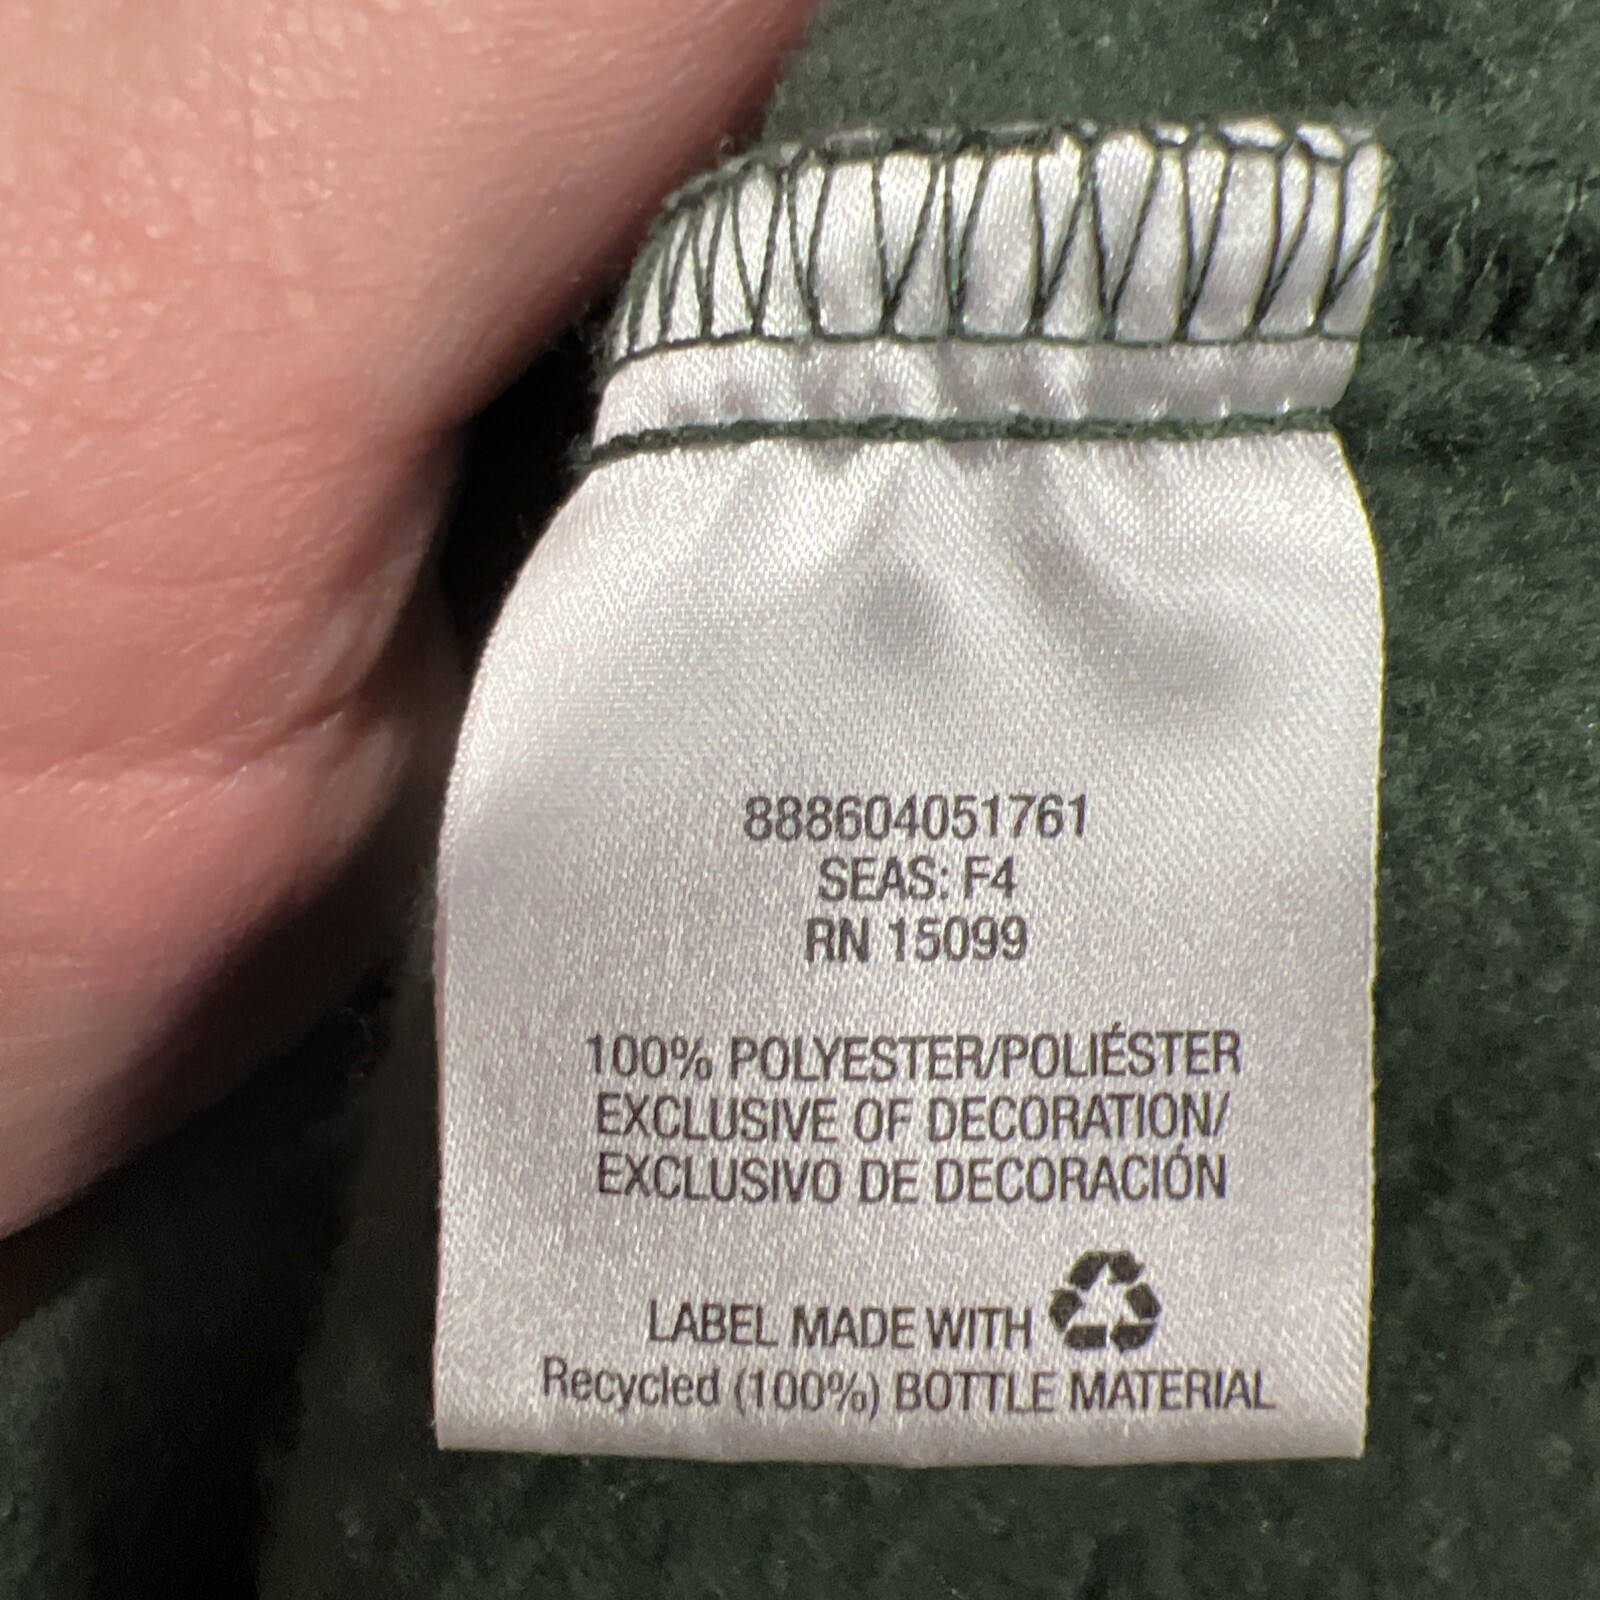 888604051761
SEAS: F4
RN 15099
100% POLYESTER/POLIÉSTER
EXCLUSIVE OF DECORATION/
EXCLUSIVO DE DECORACIÓN
LABEL MADE WITH
Recycled (100%) BOTTLE MATERIAL